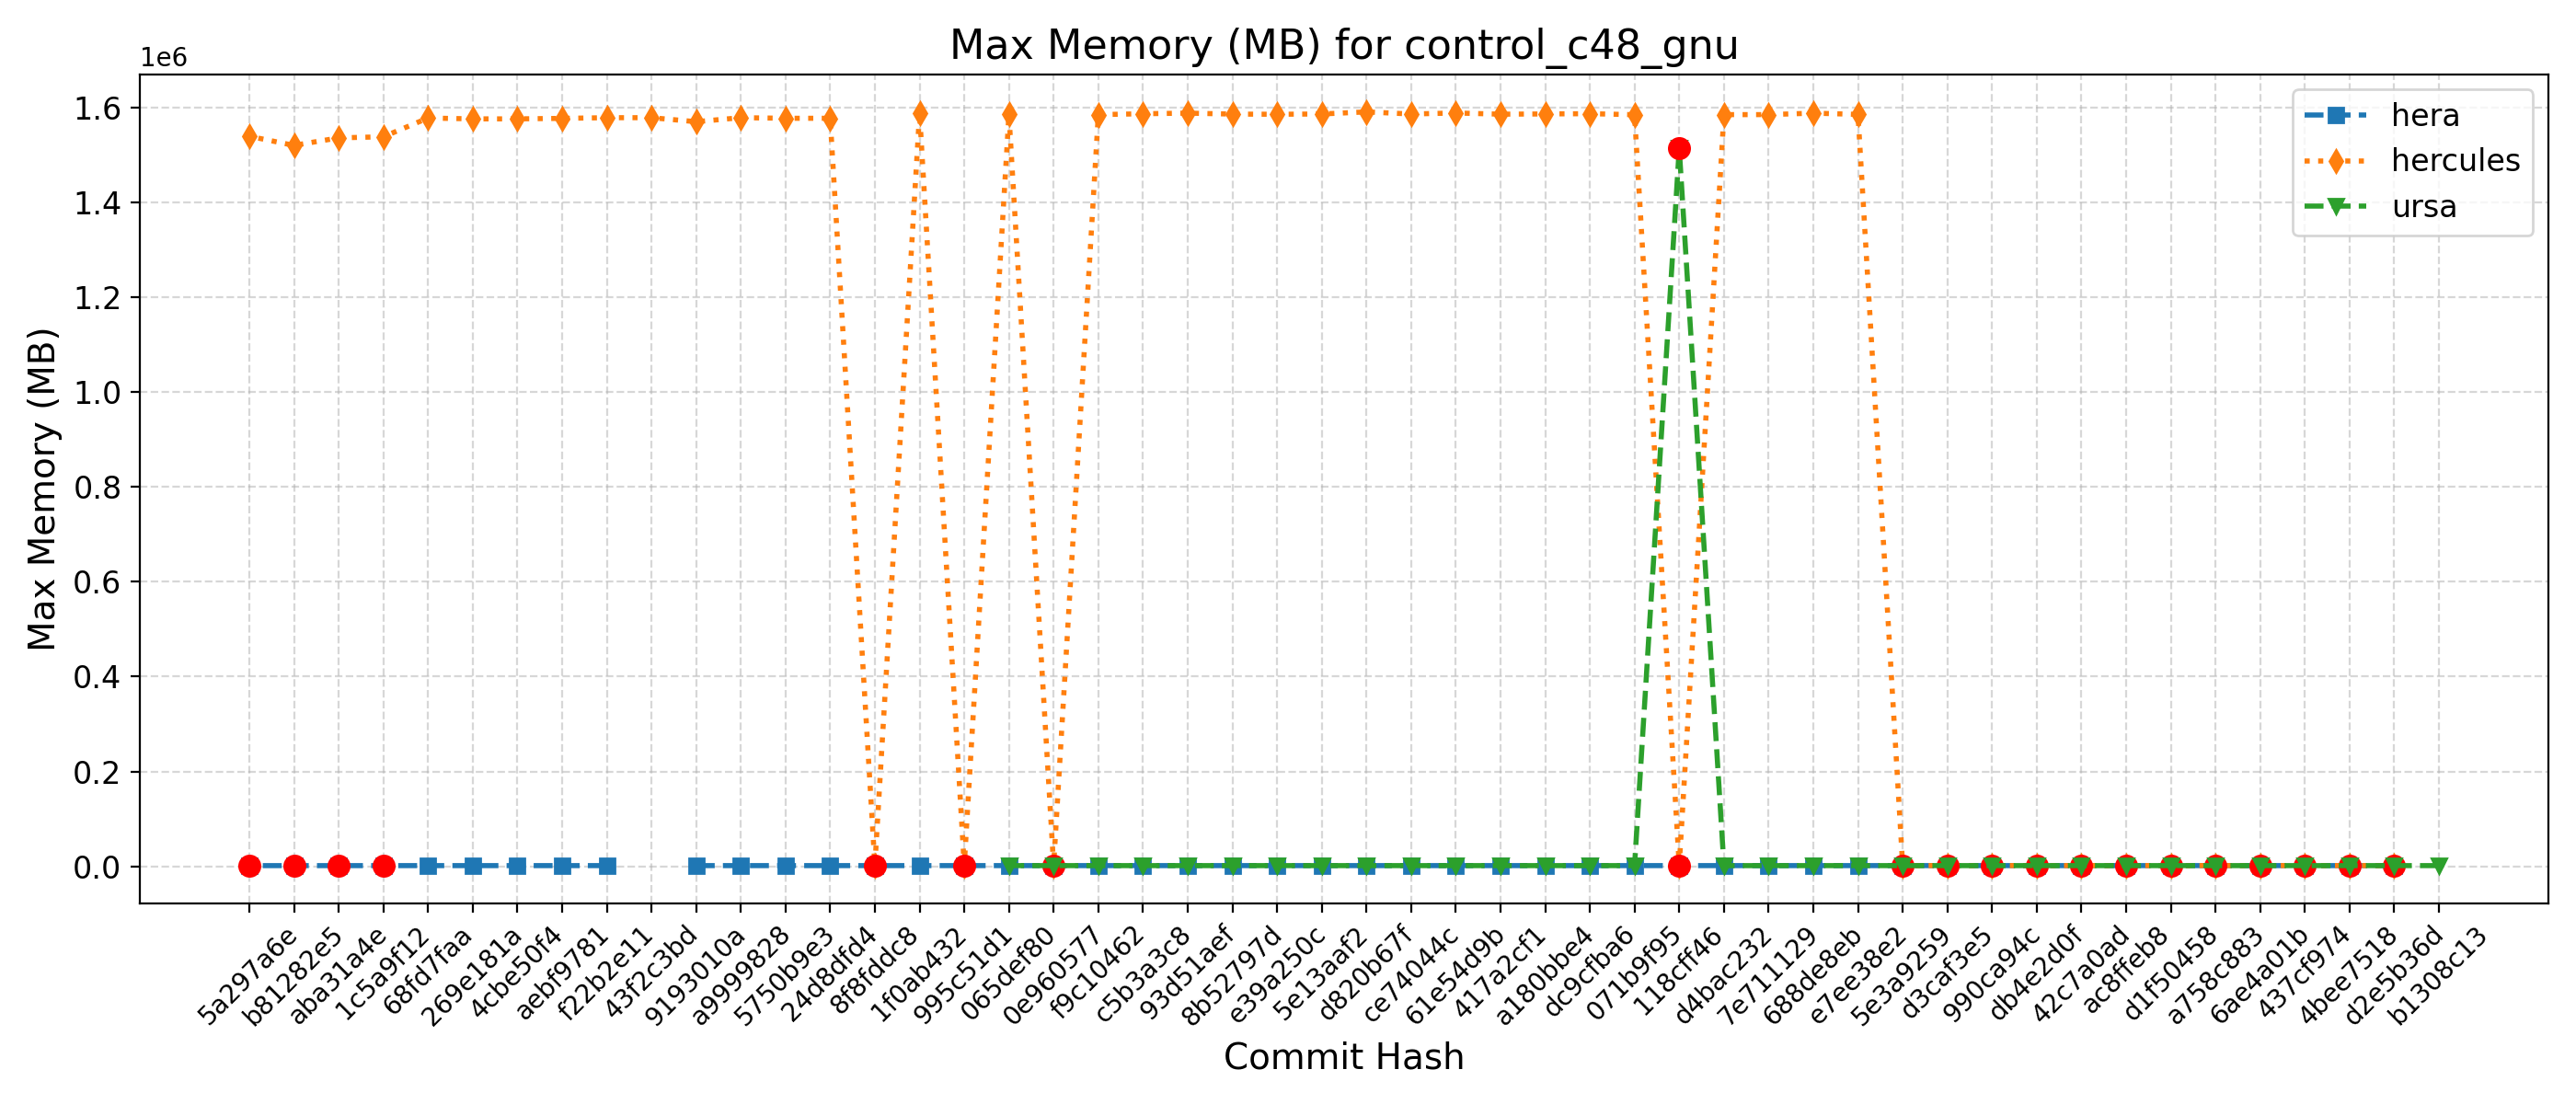 Max Memory (MB) for control_c48_gnu
1e6
1.6
1.4
1.2
1.0
0.8
0.6
0.4
0.2
0.0
Max Memory (MB)
hera
hercules
ursa
5a297a6e
b81282e5
aba31a4e
1c5a9f12
68fd7faa
269e181a
4cbe50f4
aebf9781
f22b2e11
43f2c3bd
9193010a
a9999828
5750b9e3
24d8dfd4
8f8fddc8
1f0ab432
995c51d1
065def80
0e960577
f9c10462
c5b3a3c8
93d51aef
8b52797d
e39a250c
5e13aaf2
d820b67f
ce74044c
61e54d9b
417a2cf1
a180bbe4
dc9cfba6
071b9f95
118cff46
d4bac232
7e711129
688de8eb
e7ee38e2
5e3a9259
d3caf3e5
990ca94c
db4e2d0f
42c7a0ad
ac8ffeb8
d1f50458
a758c883
6ae4a01b
437cf974
4bee7518
d2e5b36d
b1308c13
Commit Hash